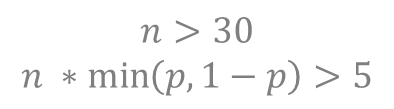 n > 30
n * min(p, 1 − p) > 5